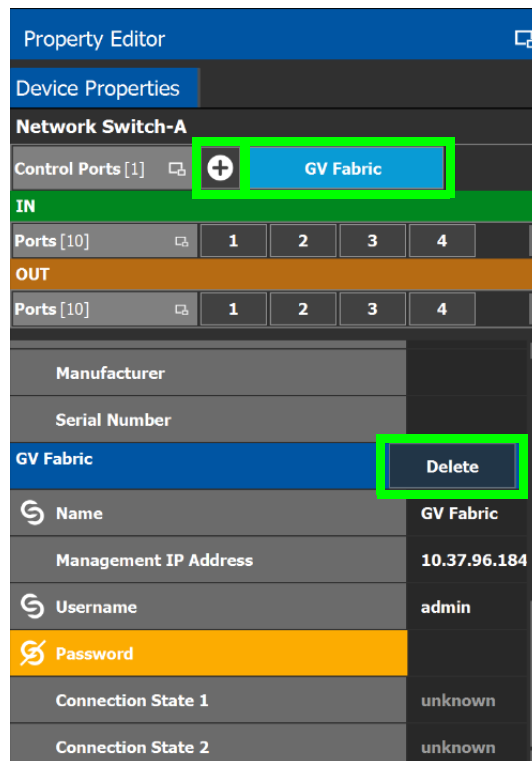 Property Editor
Device Properties
Network Switch-A
Control Ports [1] GV Fabric
IN
Ports [10] 1 2 3 4
OUT
Ports [10] 1 2 3 4
Manufacturer
Serial Number
GV Fabric Delete
Name GV Fabric
Management IP Address 10.37.96.184
Username admin
Password
Connection State 1 unknown
Connection State 2 unknown